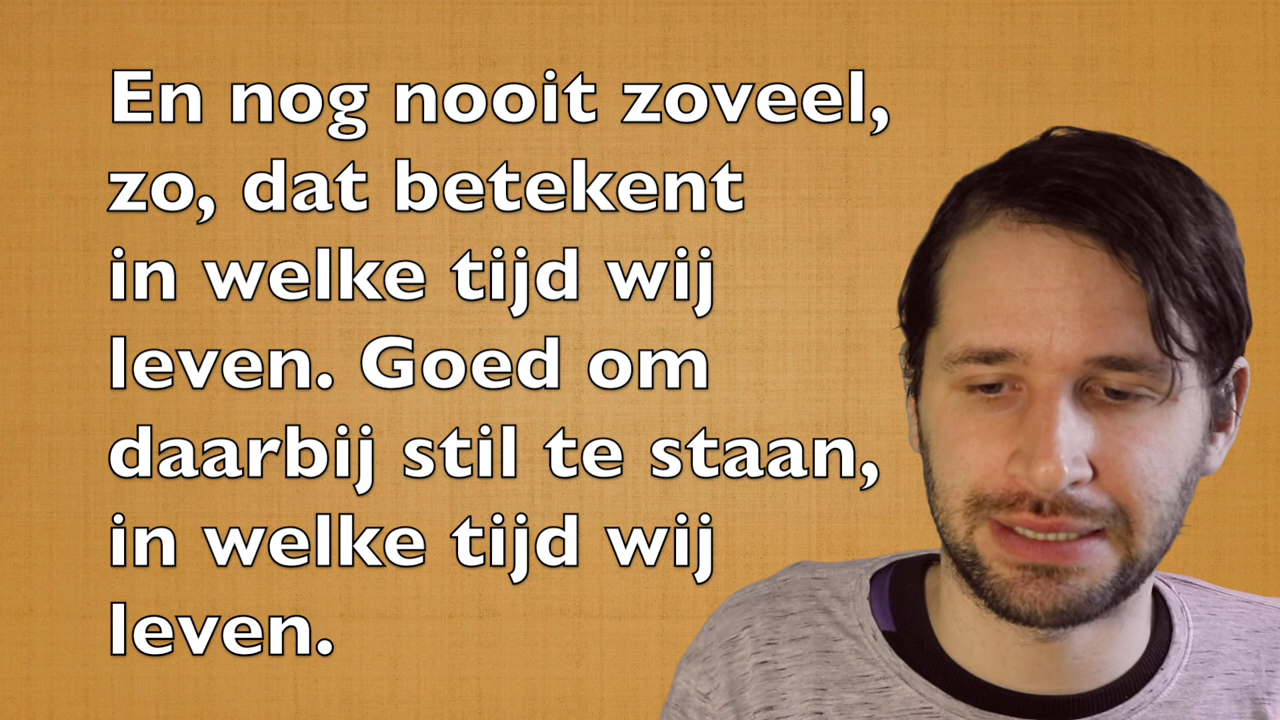 En nog nooit zoveel,
zo, dat betekent
in welke tijd wij
leven. Goed om
daarbij stil te staan,
in welke tijd wij
leven.